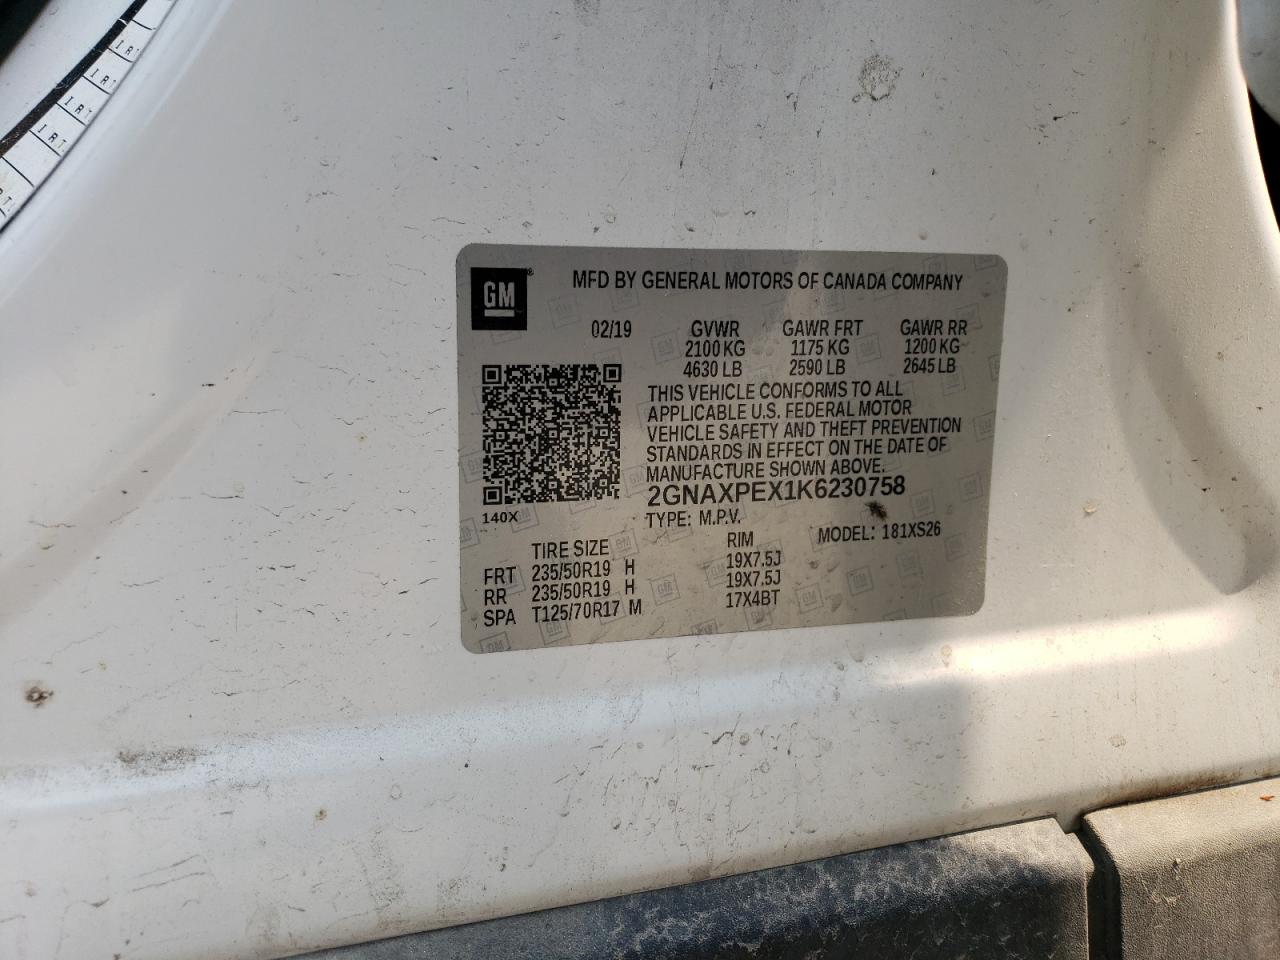 GM
MFD BY GENERAL MOTORS OF CANADA COMPANY
02/19 GVWR GAWR FRT GAWR RR
2100 KG 1175 KG 1200 KG
4630 LB 2590 LB 2645 LB
THIS VEHICLE CONFORMS TO ALL
APPLICABLE U.S. FEDERAL MOTOR
VEHICLE SAFETY AND THEFT PREVENTION
STANDARDS IN EFFECT ON THE DATE OF
MANUFACTURE SHOWN ABOVE.
2GNAXPEX1K6230758
140X TYPE: M.P.V. MODEL: 181XS26
TIRE SIZE RIM
FRT 235/50R19 H 19X7.5J
RR 235/50R19 H 19X7.5J
SPA T125/70R17 M 17X4BT